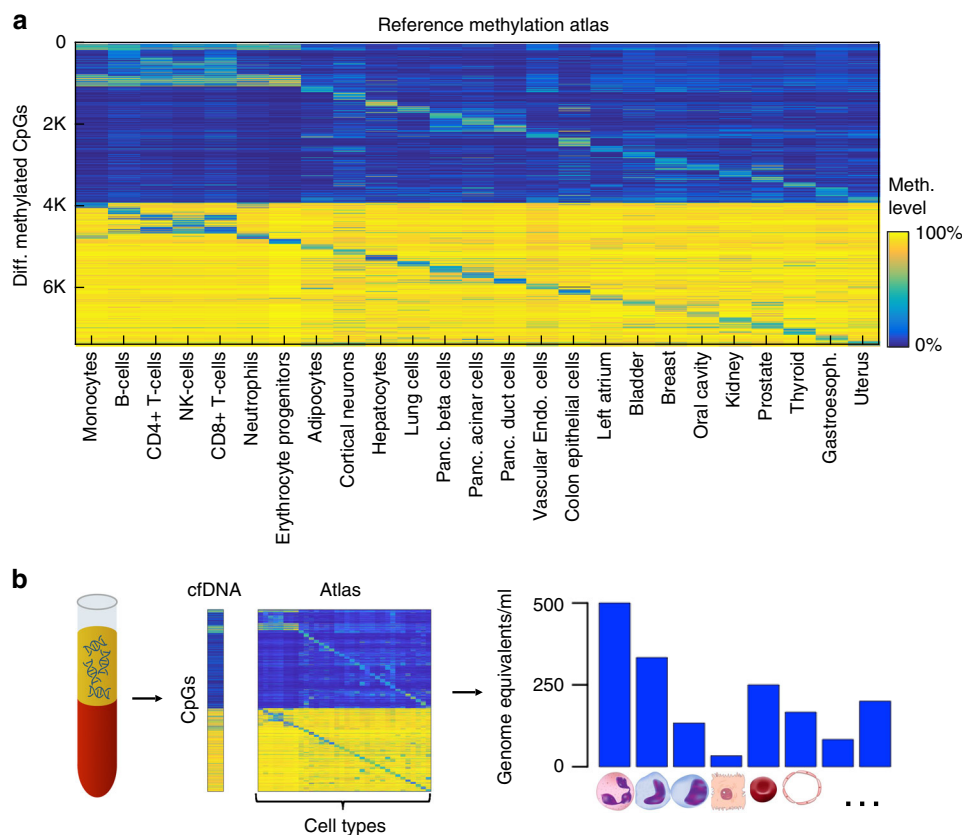 a
Reference methylation atlas
0
2K
4K
6K
Diff. methylated CpGs
Meth.
level
100%
0%
Monocytes
B-cells
CD4+ T-cells
NK-cells
CD8+ T-cells
Neutrophils
Erythrocyte progenitors
Adipocytes
Cortical neurons
Hepatocytes
Lung cells
Panc. beta cells
Panc. acinar cells
Panc. duct cells
Vascular Endo. cells
Colon epithelial cells
Left atrium
Bladder
Breast
Oral cavity
Kidney
Prostate
Thyroid
Gastroesoph.
Uterus
b
cfDNA
Atlas
CpGs
Cell types
Genome equivalents/ml
500
250
0
...